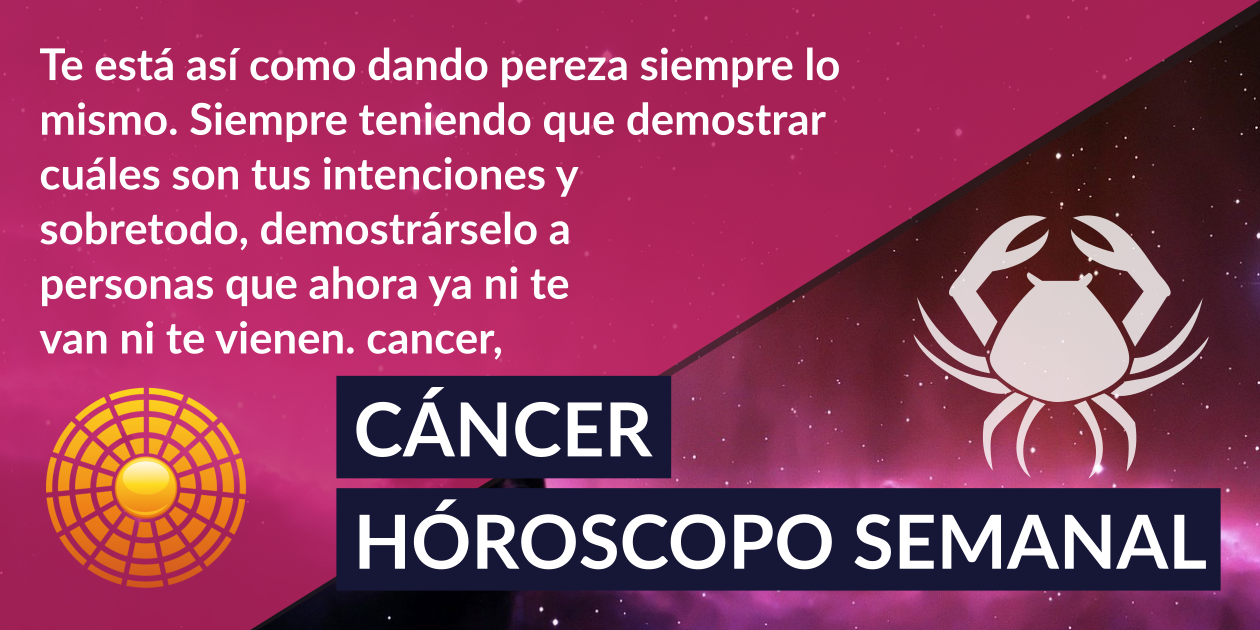 Te está así como dando pereza siempre lo
mismo. Siempre teniendo que demostrar
cuáles son tus intenciones y
sobretodo, demostrárselo a
personas que ahora ya ni te
van ni te vienen. cancer,
CÁNCER
HÓROSCOPO SEMANAL